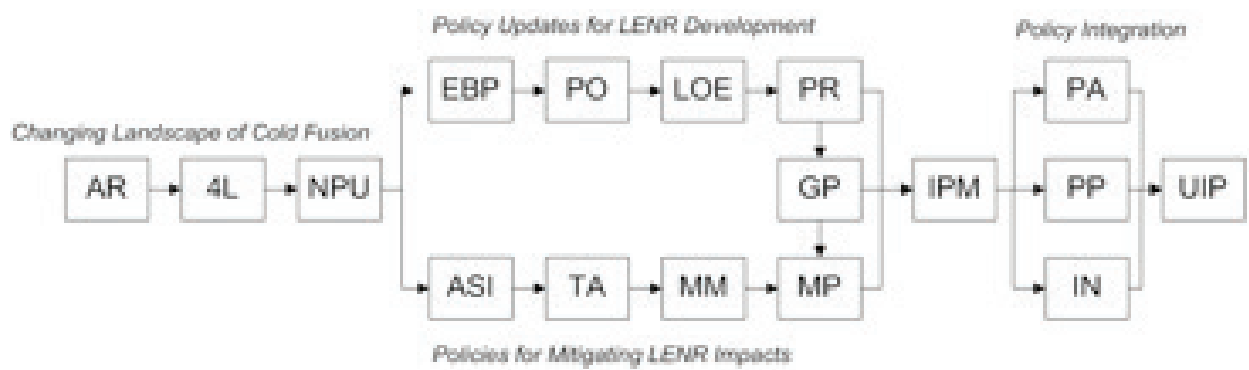 Policy Updates for LENR Development
Policy Integration
EBP PO LOE PR PA
Changing Landscape of Cold Fusion
AR 4L NPU GP IPM PP UIP
ASI TA MM MP IN
Policies for Mitigating LENR Impacts